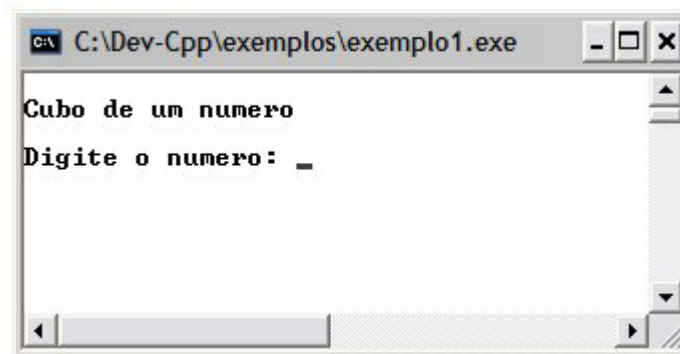 C:\Dev-Cpp\exemplos\exemplo1.exe
Cubo de um numero
Digite o numero: _